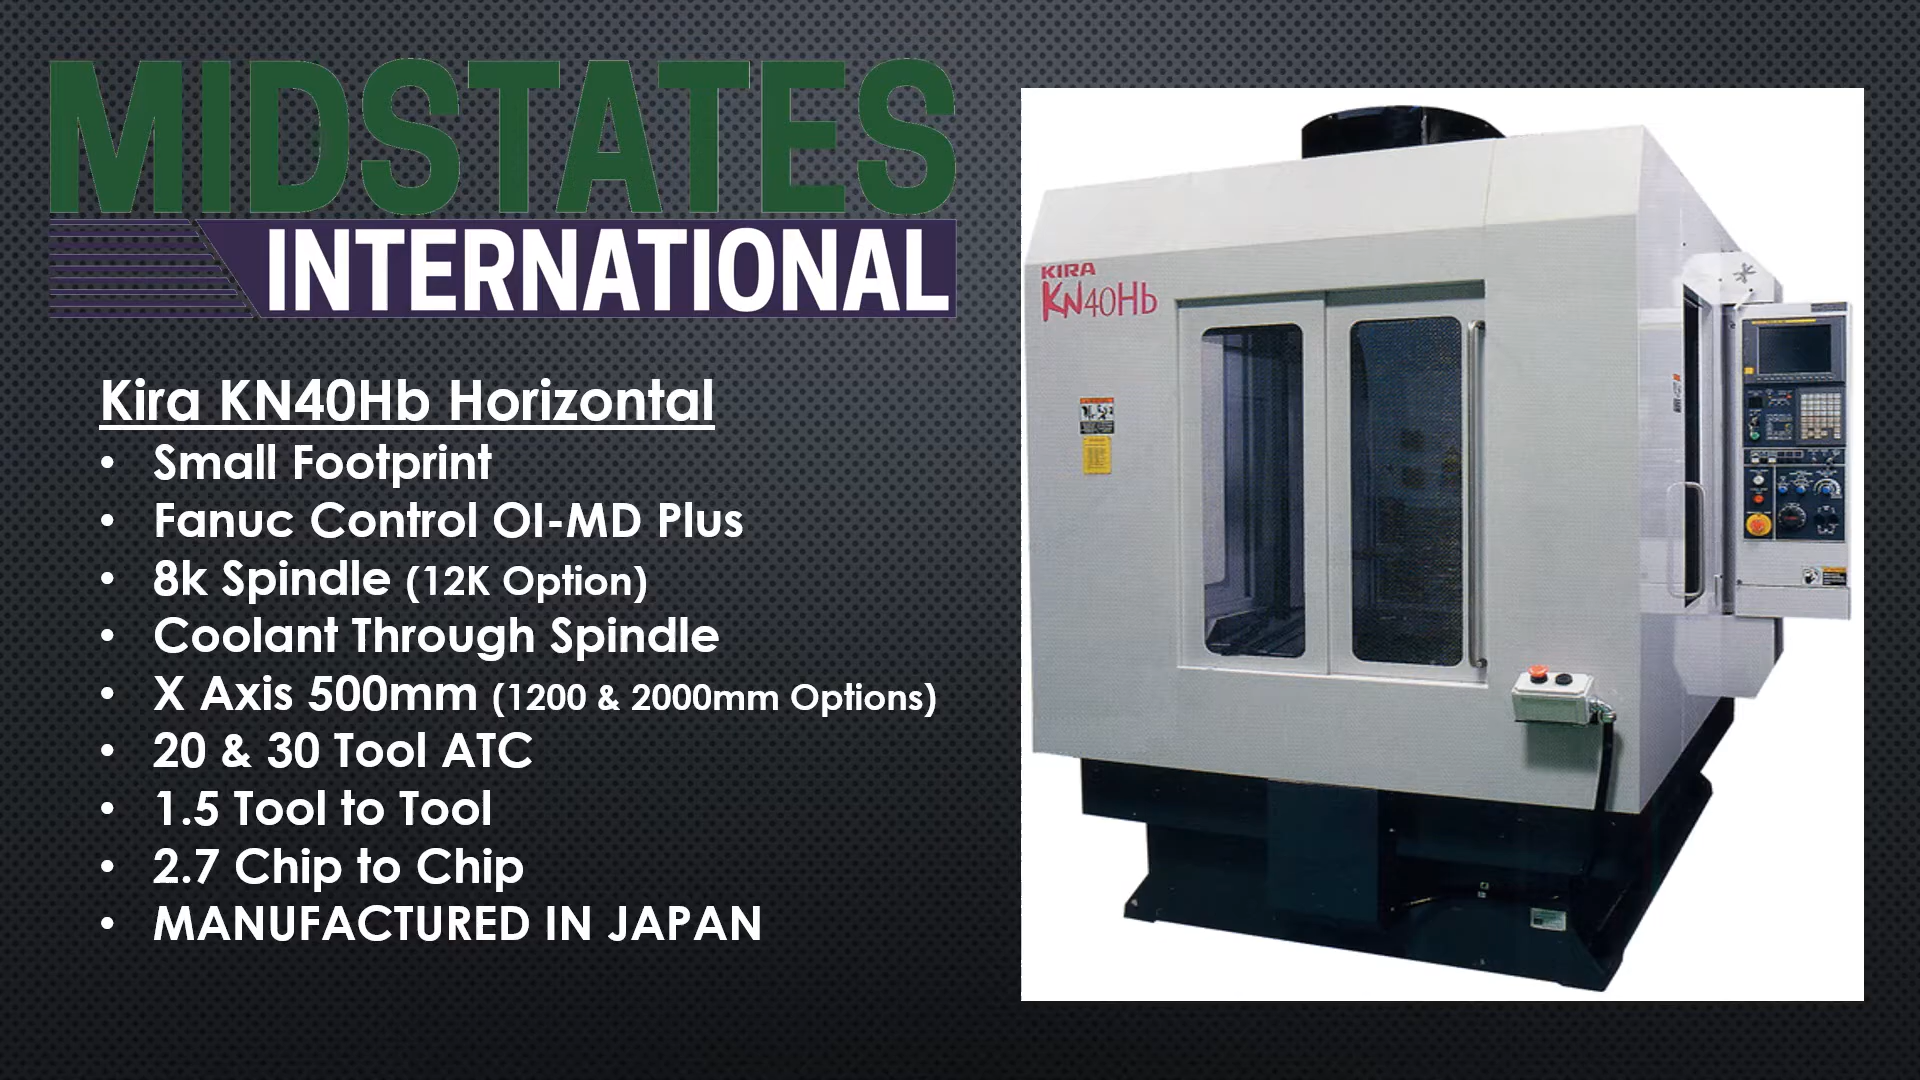 MIDSTATES
INTERNATIONAL
Kira KN40Hb Horizontal
• Small Footprint
• Fanuc Control OI-MD Plus
• 8k Spindle (12K Option)
• Coolant Through Spindle
• X Axis 500mm (1200 & 2000mm Options)
• 20 & 30 Tool ATC
• 1.5 Tool to Tool
• 2.7 Chip to Chip
• MANUFACTURED IN JAPAN
KIRA
KN40Hb